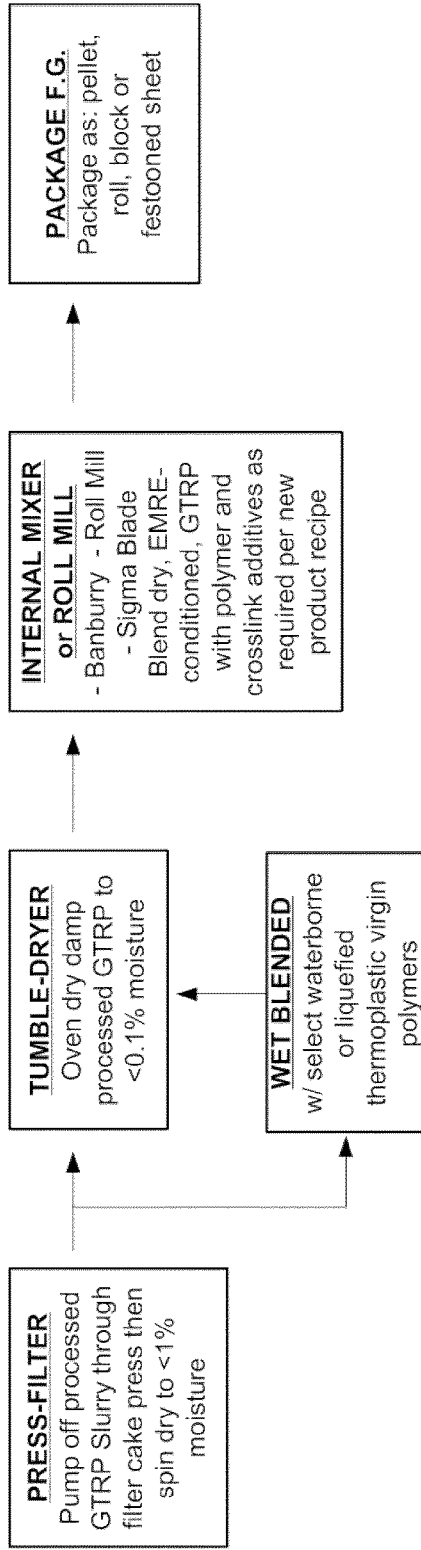 PRESS-FILTER
Pump off processed
GTRP Slurry through
filter cake press then
spin dry to <1%
moisture
TUMBLE-DRYER
Oven dry damp
processed GTRP to
<0.1% moisture
WET BLENDED
w/ select waterborne
or liquefied
thermoplastic virgin
polymers
INTERNAL MIXER
or ROLL MILL
- Banburry - Roll Mill
- Sigma Blade
Blend dry, EMRE-
conditioned, GTRP
with polymer and
crosslink additives as
required per new
product recipe
PACKAGE F.G.
Package as: pellet,
roll, block or
festooned sheet